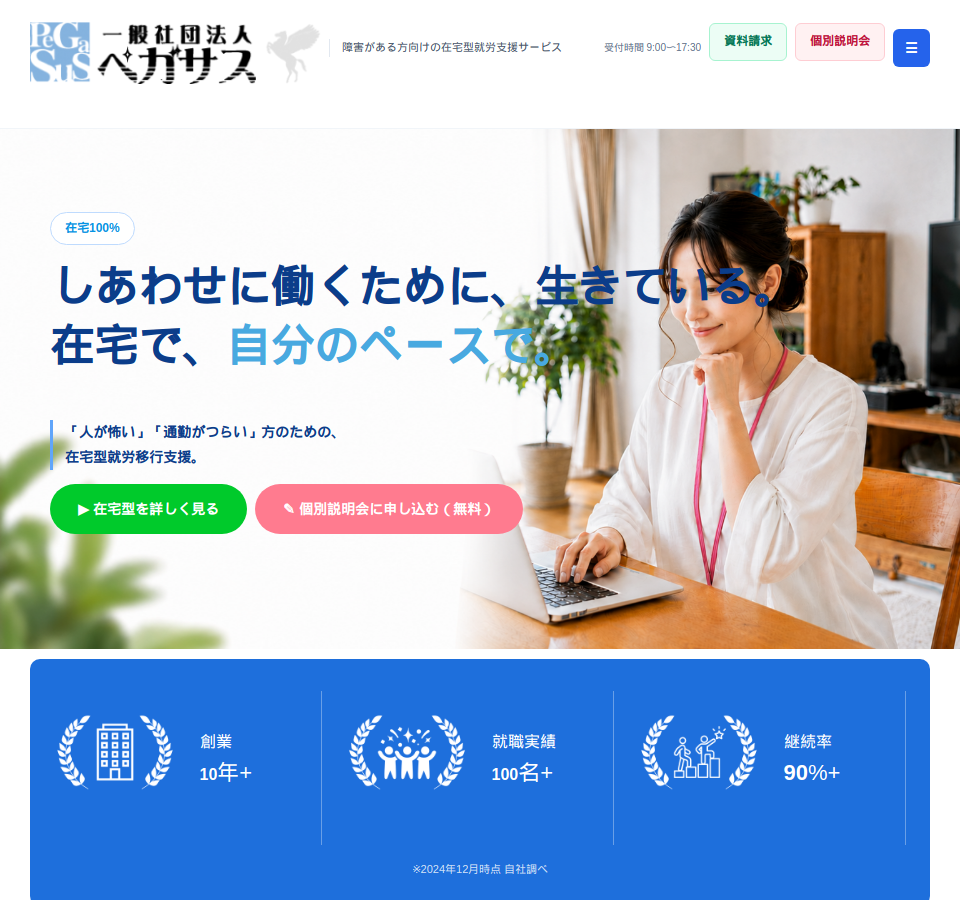 PeGaSuS
一般社団法人
ペガサス
障害がある方向けの在宅型就労支援サービス
受付時間 9:00〜17:30
資料請求
個別説明会
☰
在宅100%
しあわせに働くために、生きている。
在宅で、自分のペースで。
「人が怖い」「通勤がつらい」方のための、
在宅型就労移行支援。
▶ 在宅型を詳しく見る
✎ 個別説明会に申し込む（無料）
創業
10年+
就職実績
100名+
継続率
90%+
※2024年12月時点 自社調べ